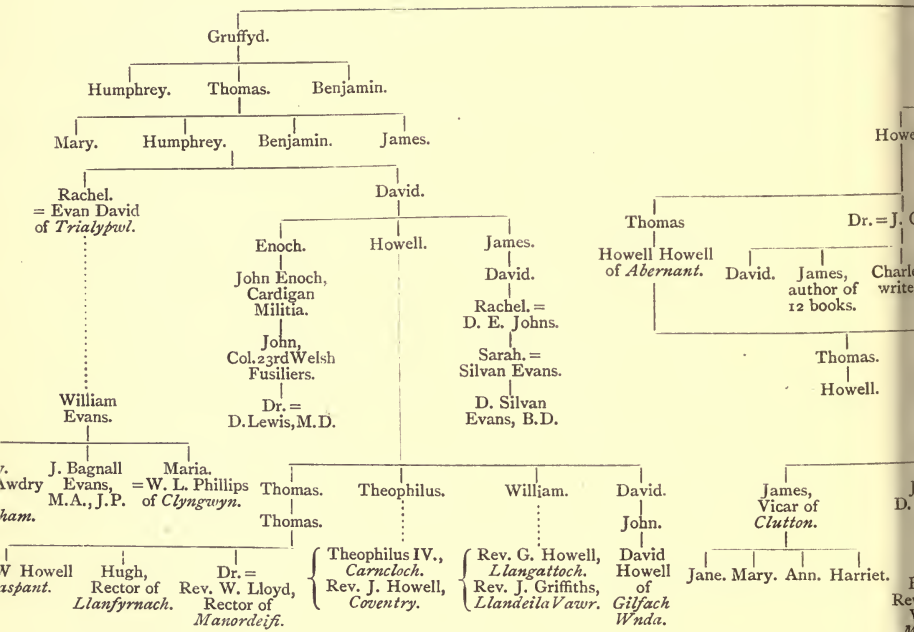 Gruffyd.
Humphrey. Thomas. Benjamin.
Mary. Humphrey. Benjamin. James.
Rachel.
= Evan David
of Trialypwl.
David.
Enoch. Howell. James.
John Enoch,
Cardigan
Militia.
John,
Col. 23rd Welsh
Fusiliers.
Dr. =
D. Lewis, M.D.
David.
Rachel. =
D. E. Johns.
Sarah. =
Silvan Evans.
D. Silvan
Evans, B.D.
Thomas
Howell Howell
of Abernant.
Dr. = J.
David. James,
author of
12 books.
Thomas.
Howell.
William
Evans.
J. Bagnall
Evans,
M.A., J.P.
Maria.
= W. L. Phillips
of Clyngwyn.
Thomas. Theophilus. William. David.
Thomas.
John.
W Howell
Hugh,
Rector of
Llanfyrnach.
Dr. =
Rev. W. Lloyd,
Rector of
Manordeifi.
Theophilus IV.,
Carncloch.
Rev. J. Howell,
Coventry.
Rev. G. Howell,
Llangattock.
Rev. J. Griffiths,
Llandeila Vawr.
David
Howell
of
Gilfach
Wnda.
James,
Vicar of
Clutton.
Jane. Mary. Ann. Harriet.
D.